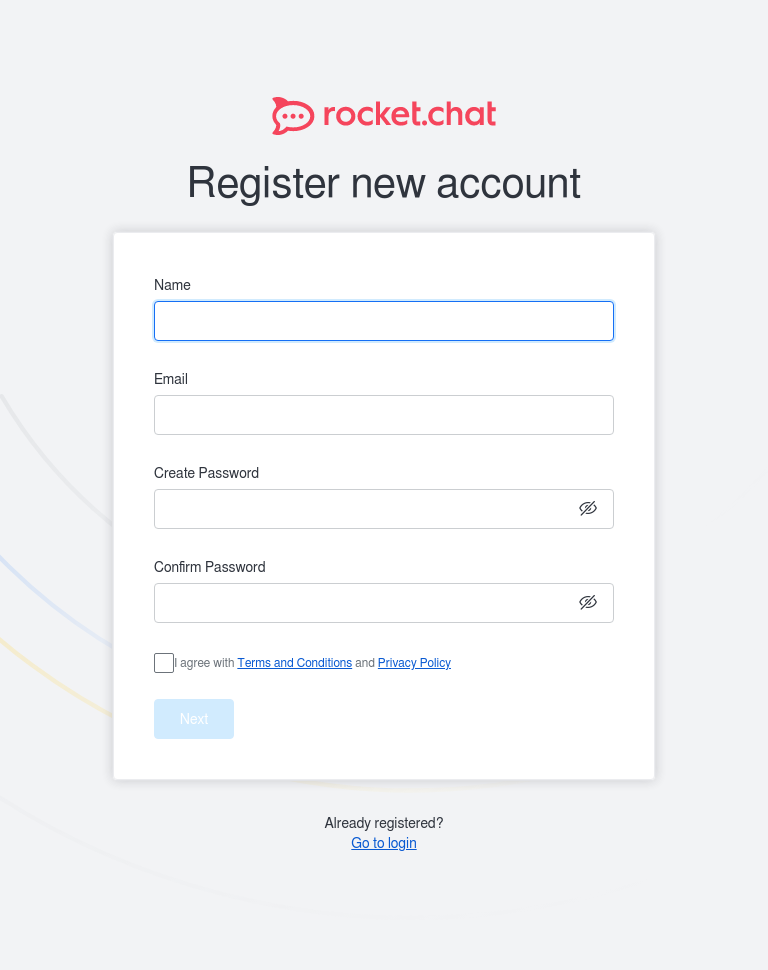 rocket.chat
Register new account
Name
Email
Create Password
Confirm Password
I agree with Terms and Conditions and Privacy Policy
Next
Already registered?
Go to login